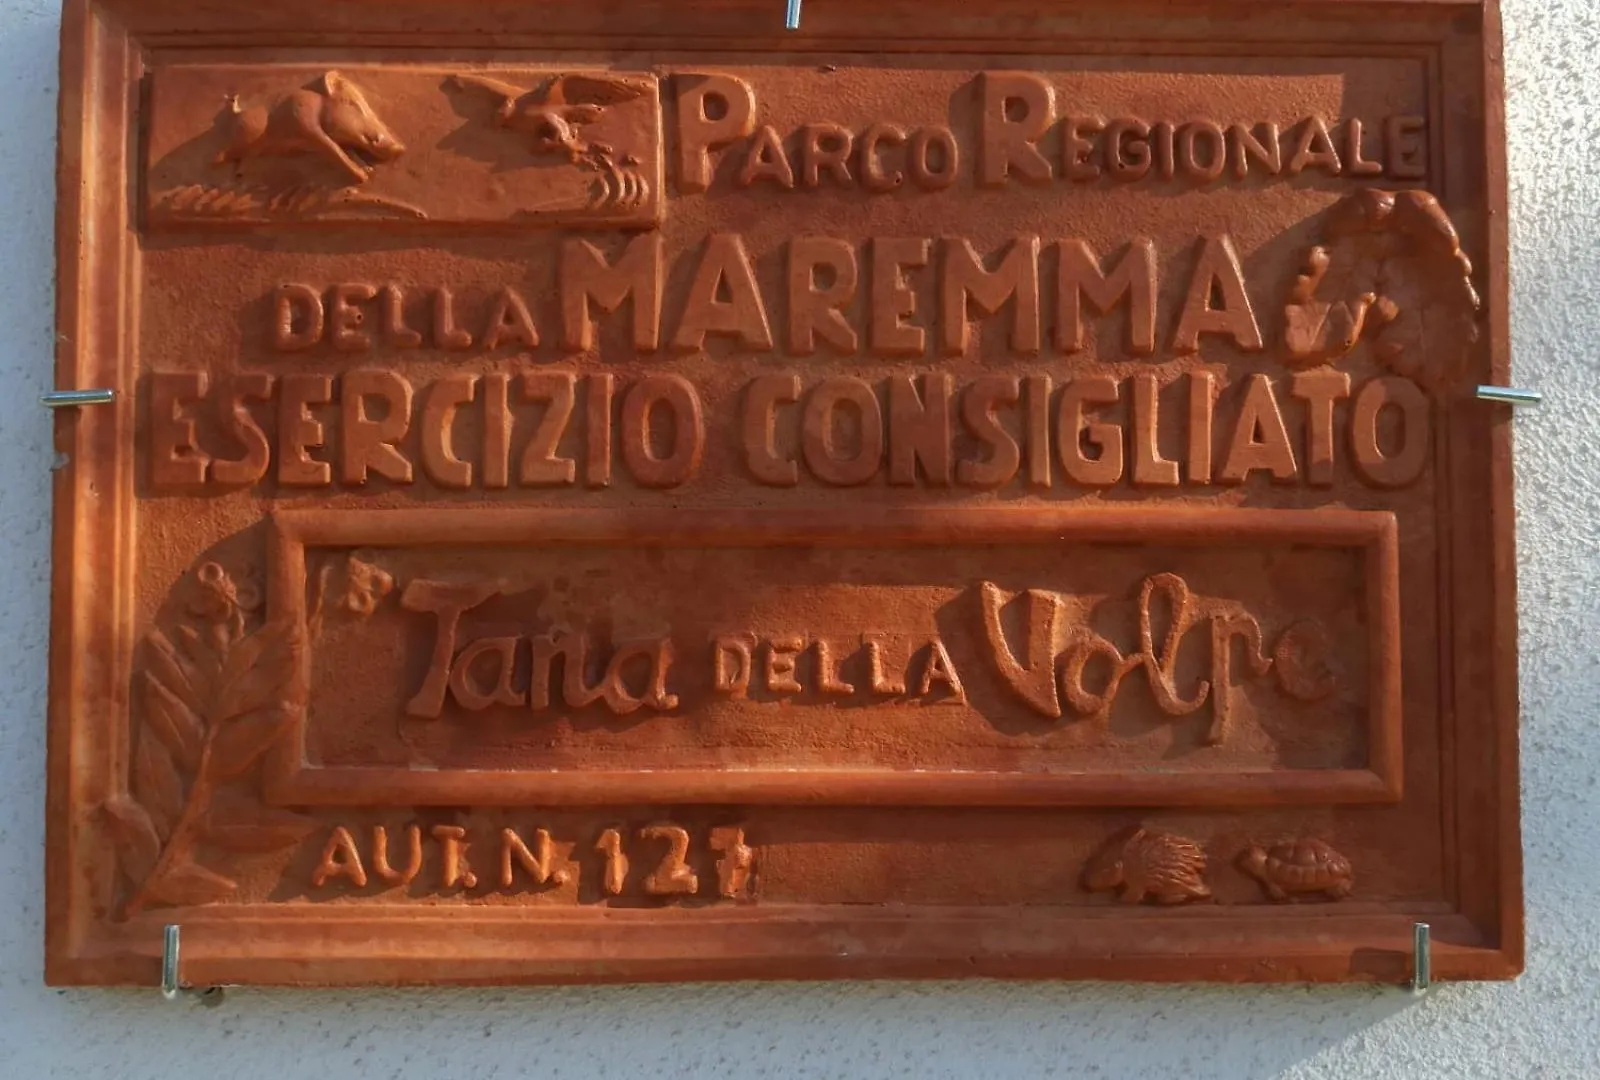 PARCO REGIONALE
DELLA MAREMMA
ESERCIZIO CONSIGLIATO
Tana DELLA Volpe
AUT. N. 127